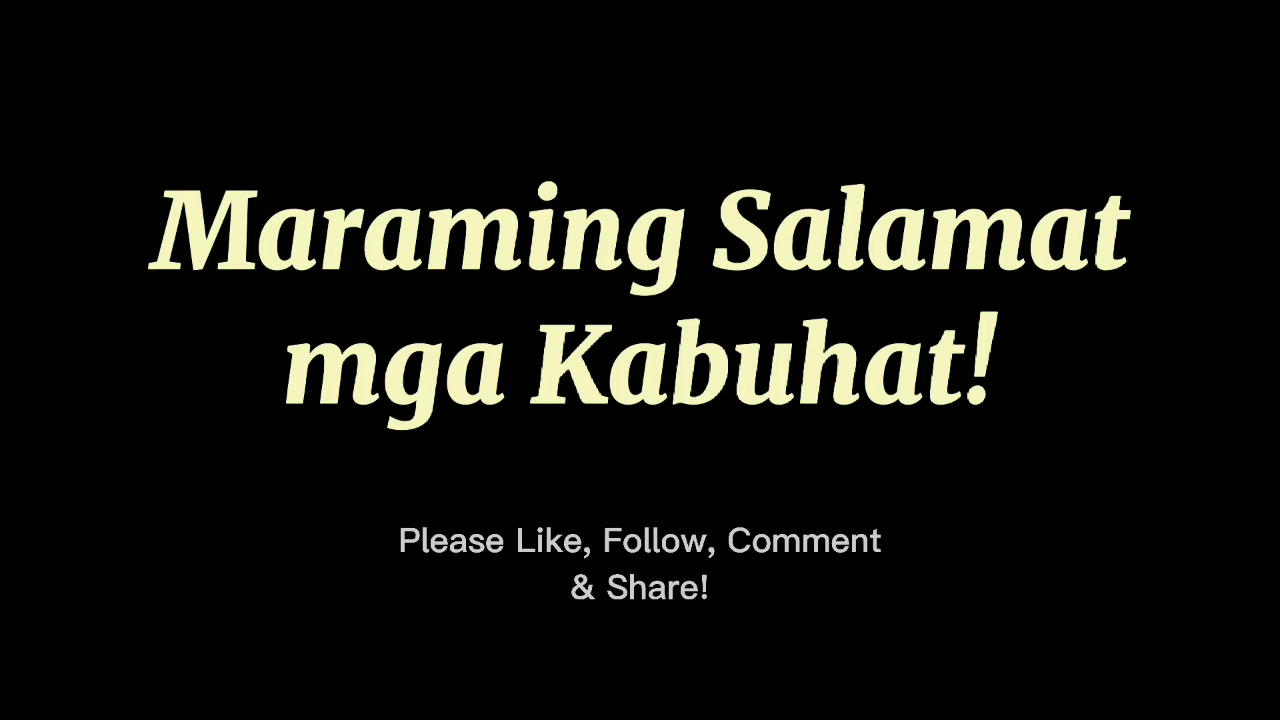 Maraming Salamat
mga Kabuhat!
Please Like, Follow, Comment
& Share!